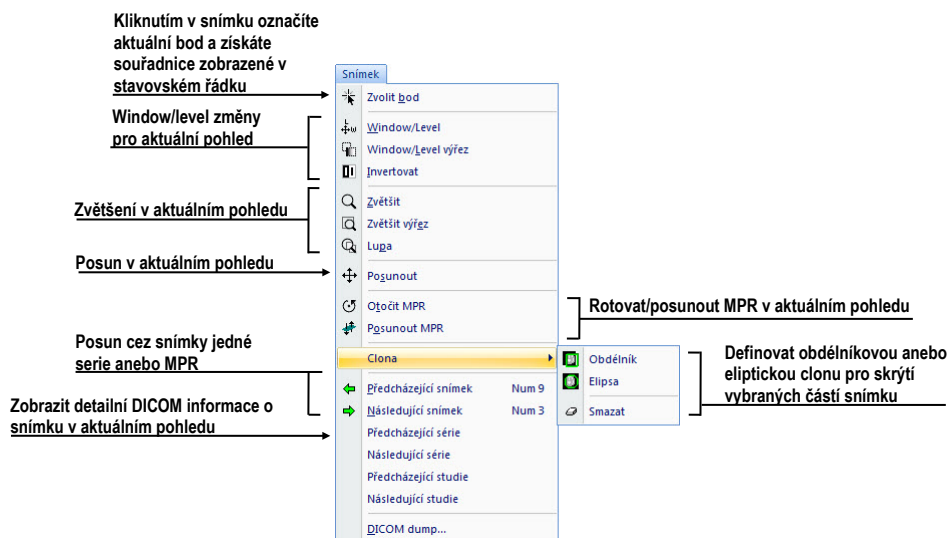 Kliknutím v snímku označíte
aktuální bod a získáte
souřadnice zobrazené v
stavovském řádku
Window/level změny
pro aktuální pohled
Zvětšení v aktuálním pohledu
Posun v aktuálním pohledu
Posun cez snímky jedné
serie anebo MPR
Zobrazit detailní DICOM informace o
snímku v aktuálním pohledu
Snímek
Zvolit bod
Window/Level
Window/Level výřez
Invertovat
Zvětšit
Zvětšit výřez
Lupa
Posunout
Otočit MPR
Posunout MPR
Clona
Předcházející snímek Num 9
Následující snímek Num 3
Předcházející série
Následující série
Předcházející studie
Následující studie
DICOM dump...
Obdélník
Elipsa
Smazat
Rotovat/posunout MPR v aktuálním pohledu
Definovat obdélníkovou anebo
eliptickou clonu pro skrýtí
vybraných částí snímku